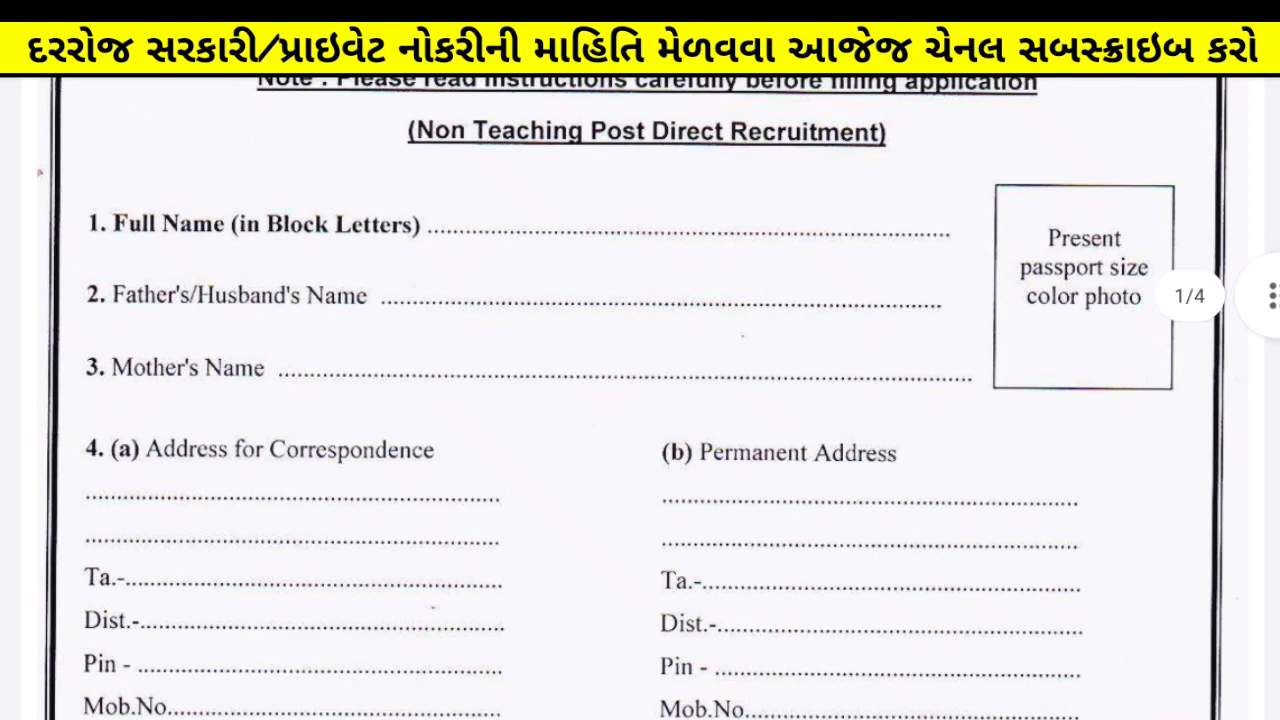 દરરોજ સરકારી/પ્રાઇવેટ નોકરીની માહિતિ મેળવવા આજેજ ચેનલ સબસ્ક્રાઇબ કરો
Note : Please read instructions carefully before filling application
(Non Teaching Post Direct Recruitment)
1. Full Name (in Block Letters) ....................
Present
passport size
color photo
1/4
2. Father's/Husband's Name ....................
3. Mother's Name ....................
4. (a) Address for Correspondence
(b) Permanent Address
Ta.-.................... Ta.-....................
Dist.-.................... Dist.-....................
Pin - .................... Pin - ....................
Mob.No.................... Mob.No....................